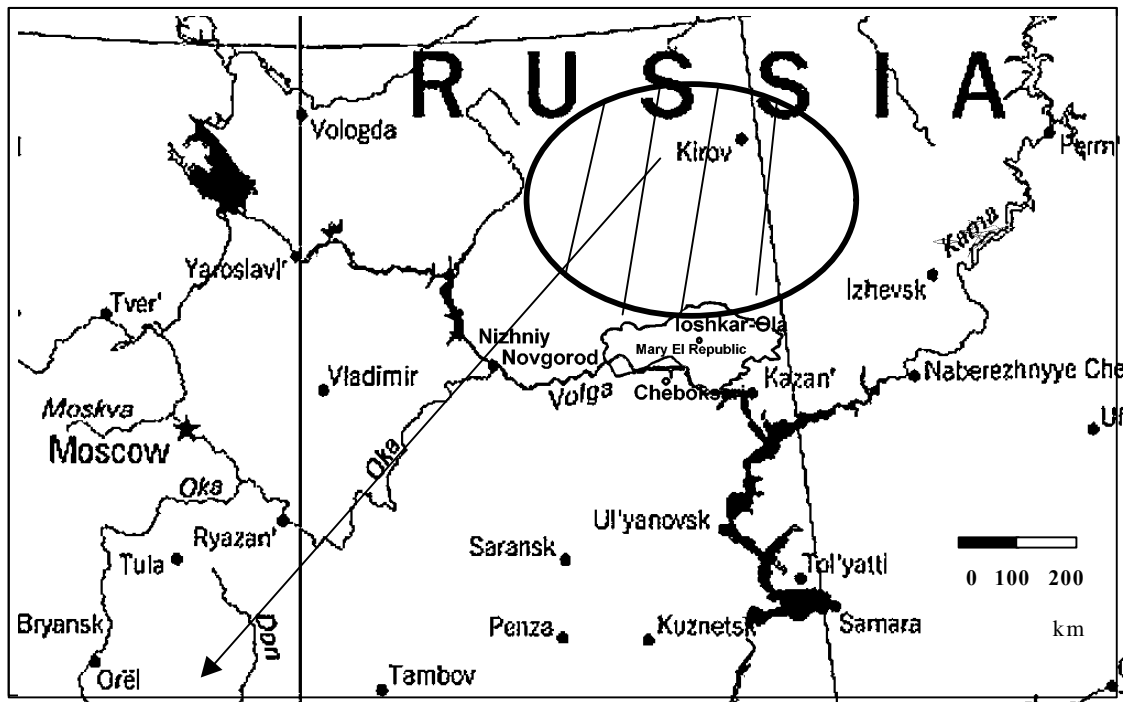 RUSSIA
Vologda
Kirov
Perm'
Kama
Yaroslavl'
Izhevsk
Tver'
Ioshkar-Ola
Nizhniy
Novgorod
Mary El Republic
Vladimir
Volga
Cheboksari
Kazan'
Naberezhnyye Che
Moskva
Moscow
Uf
Oka
Oka
Ryazan'
Ul'yanovsk
Tula
Saransk
Tol'yatti
0 100 200
km
Bryansk
Don
Penza
Kuznetsk
Samara
Orël
Tambov